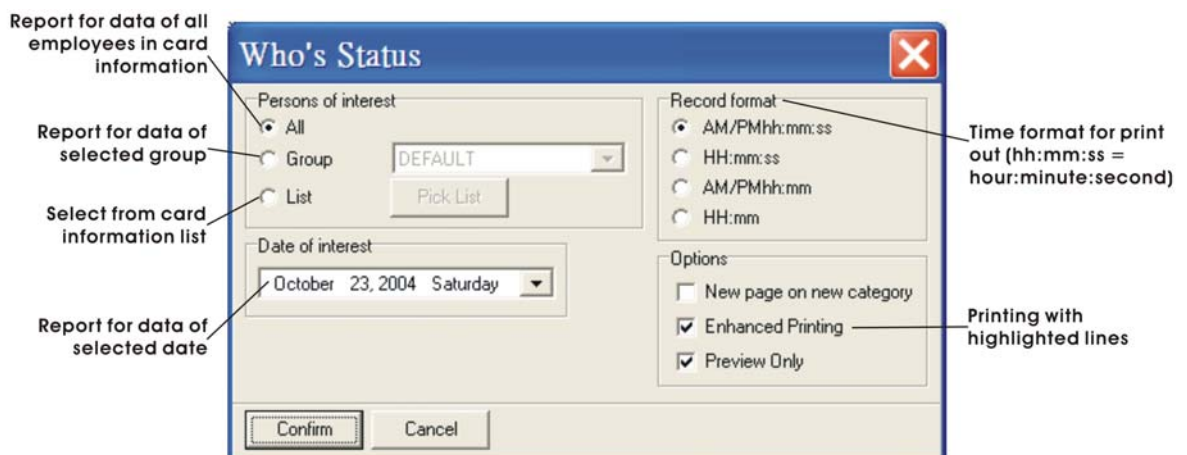 Report for data of all
employees in card
information
Report for data of
selected group
Select from card
information list
Report for data of
selected date
Who's Status
Persons of interest
All
Group DEFAULT
List Pick List
Date of interest
October 23, 2004 Saturday
Record format
AM/PMhh:mm:ss
HH:mm:ss
AM/PMhh:mm
HH:mm
Options
New page on new category
Enhanced Printing
Preview Only
Confirm Cancel
Time format for print
out (hh:mm:ss =
hour:minute:second)
Printing with
highlighted lines